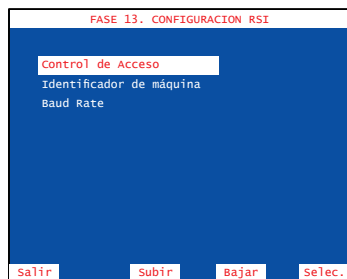 FASE 13. CONFIGURACION RSI
Control de Acceso
Identificador de máquina
Baud Rate
Salir Subir Bajar Selec.